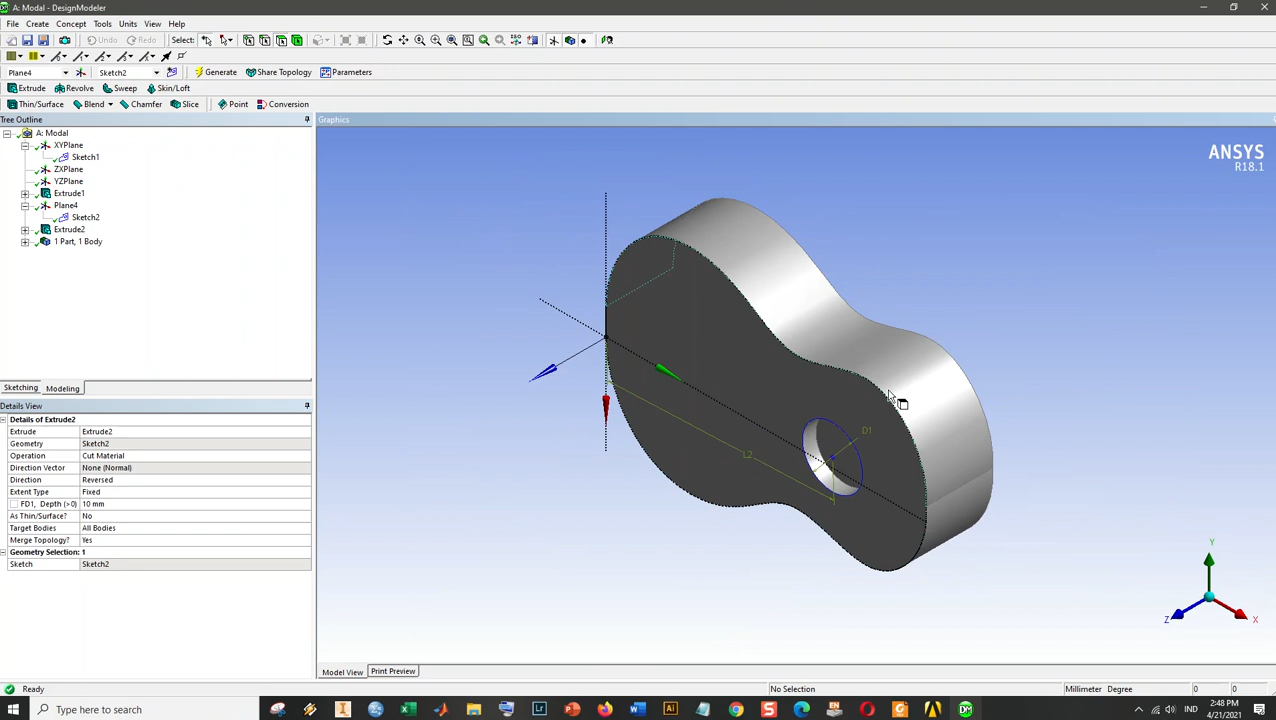 A: Modal - DesignModeler
File Create Concept Tools Units View Help
Undo Redo Select:
Plane4 Sketch2 Generate Share Topology Parameters
Extrude Revolve Sweep Skin/Loft
Thin/Surface Blend Chamfer Slice Point Conversion
Tree Outline
A: Modal
XYPlane
Sketch1
ZXPlane
YZPlane
Extrude1
Plane4
Sketch2
Extrude2
1 Part, 1 Body
Sketching Modeling
Details View
Details of Extrude2
Extrude Extrude2
Geometry Sketch2
Operation Cut Material
Direction Vector None (Normal)
Direction Reversed
Extent Type Fixed
FD1, Depth (>0) 10 mm
As Thin/Surface? No
Target Bodies All Bodies
Merge Topology? Yes
Geometry Selection: 1
Sketch Sketch2
Graphics
ANSYS
R18.1
D1
L2
Y
Z
X
Model View Print Preview
Ready No Selection Millimeter Degree 0 0
Type here to search
IND 2:48 PM
4/21/2021